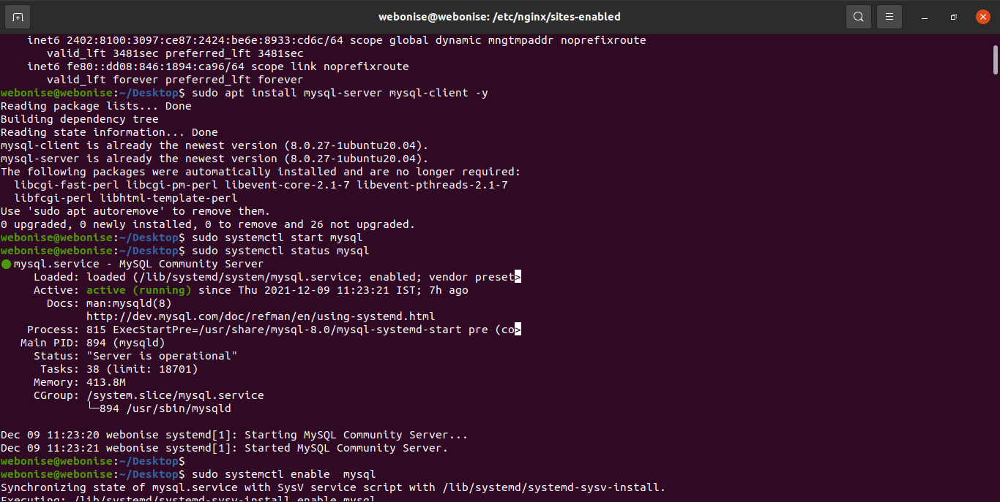 webonise@webonise: /etc/nginx/sites-enabled
inet6 2402:8100:3097:ce87:2424:be6e:8933:cd6c/64 scope global dynamic mngtmpaddr noprefixroute
valid_lft 3481sec preferred_lft 3481sec
inet6 fe80::dd08:846:1894:ca96/64 scope link noprefixroute
valid_lft forever preferred_lft forever
webonise@webonise:~/Desktop$ sudo apt install mysql-server mysql-client -y
Reading package lists... Done
Building dependency tree
Reading state information... Done
mysql-client is already the newest version (8.0.27-1ubuntu20.04).
mysql-server is already the newest version (8.0.27-1ubuntu20.04).
The following packages were automatically installed and are no longer required:
libcgi-fast-perl libcgi-pm-perl libevent-core-2.1-7 libevent-pthreads-2.1-7
libfcgi-perl libhtml-template-perl
Use 'sudo apt autoremove' to remove them.
0 upgraded, 0 newly installed, 0 to remove and 26 not upgraded.
webonise@webonise:~/Desktop$ sudo systemctl start mysql
webonise@webonise:~/Desktop$ sudo systemctl status mysql
● mysql.service - MySQL Community Server
Loaded: loaded (/lib/systemd/system/mysql.service; enabled; vendor preset>
Active: active (running) since Thu 2021-12-09 11:23:21 IST; 7h ago
Docs: man:mysqld(8)
http://dev.mysql.com/doc/refman/en/using-systemd.html
Process: 815 ExecStartPre=/usr/share/mysql-8.0/mysql-systemd-start pre (co>
Main PID: 894 (mysqld)
Status: "Server is operational"
Tasks: 38 (limit: 18701)
Memory: 413.8M
CGroup: /system.slice/mysql.service
└─894 /usr/sbin/mysqld
Dec 09 11:23:20 webonise systemd[1]: Starting MySQL Community Server...
Dec 09 11:23:21 webonise systemd[1]: Started MySQL Community Server.
webonise@webonise:~/Desktop$
webonise@webonise:~/Desktop$ sudo systemctl enable  mysql
Synchronizing state of mysql.service with SysV service script with /lib/systemd/systemd-sysv-install.
Executing: /lib/systemd/systemd-sysv-install enable mysql